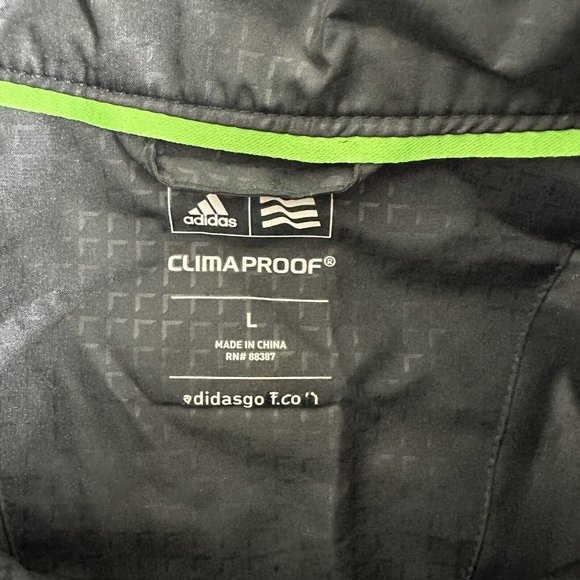 adidas
CLIMAPROOF®
L
MADE IN CHINA
RN# 88387